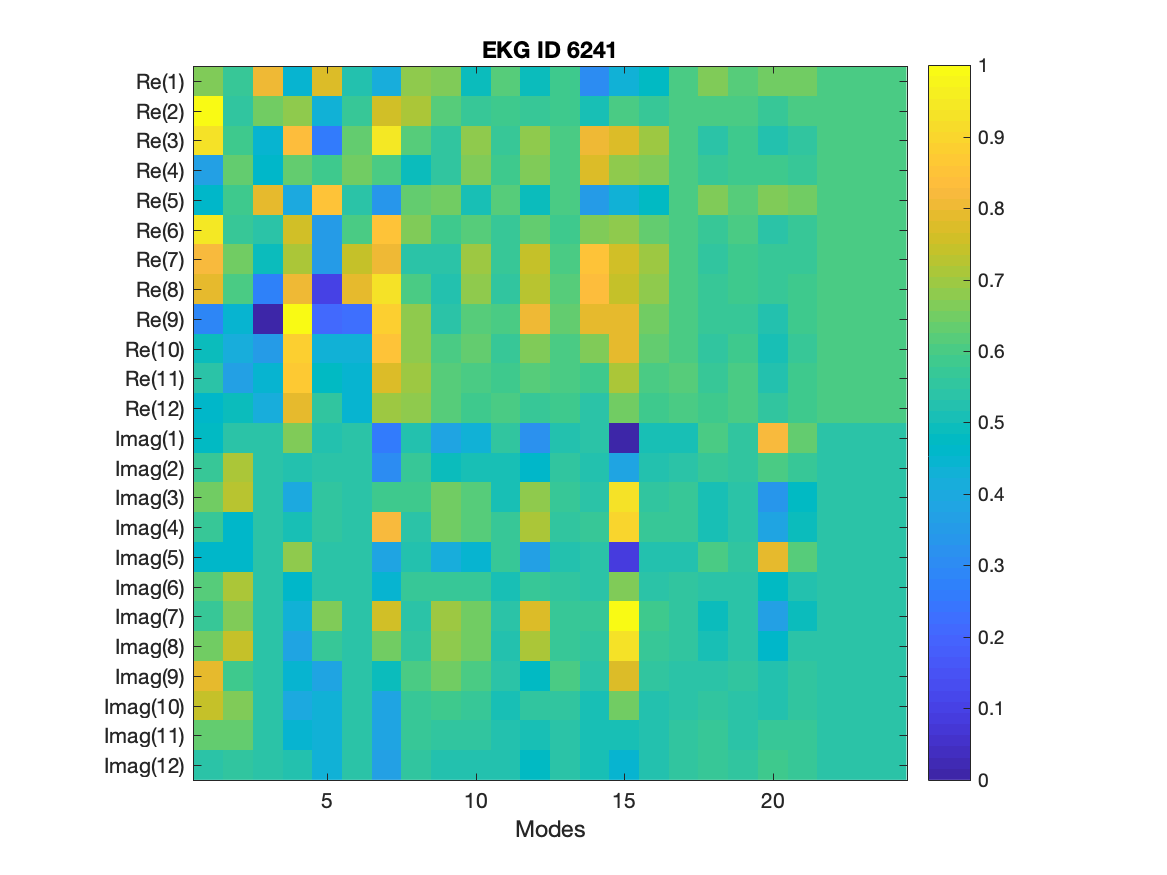 EKG ID 6241
Re(1)
Re(2)
Re(3)
Re(4)
Re(5)
Re(6)
Re(7)
Re(8)
Re(9)
Re(10)
Re(11)
Re(12)
Imag(1)
Imag(2)
Imag(3)
Imag(4)
Imag(5)
Imag(6)
Imag(7)
Imag(8)
Imag(9)
Imag(10)
Imag(11)
Imag(12)
5 10 15 20
Modes
1
0.9
0.8
0.7
0.6
0.5
0.4
0.3
0.2
0.1
0